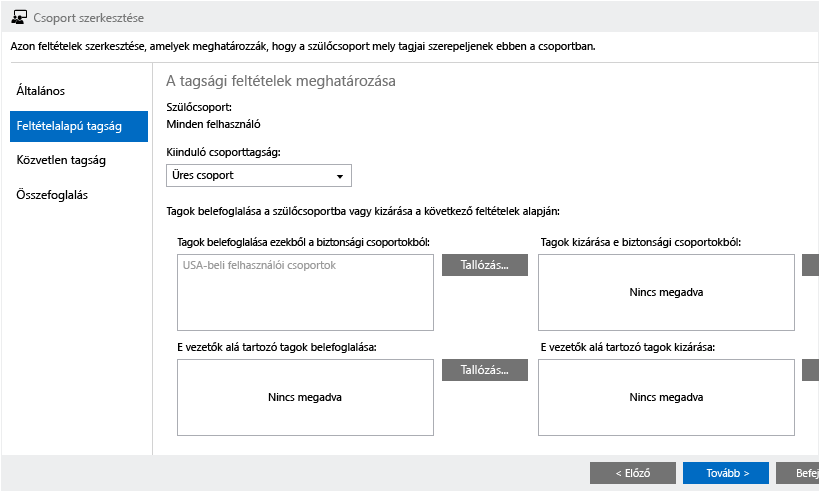 Csoport szerkesztése
Azon feltételek szerkesztése, amelyek meghatározzák, hogy a szülőcsoport mely tagjai szerepeljenek ebben a csoportban.
Általános
Feltételalapú tagság
Közvetlen tagság
Összefoglalás
A tagsági feltételek meghatározása
Szülőcsoport:
Minden felhasználó
Kiinduló csoporttagság:
Üres csoport
Tagok belefoglalása a szülőcsoportba vagy kizárása a következő feltételek alapján:
Tagok belefoglalása ezekből a biztonsági csoportokból:
USA-beli felhasználói csoportok
Tallózás...
Tagok kizárása e biztonsági csoportokból:
Nincs megadva
E vezetők alá tartozó tagok belefoglalása:
Nincs megadva
Tallózás...
E vezetők alá tartozó tagok kizárása:
Nincs megadva
< Előző
Tovább >
Befej